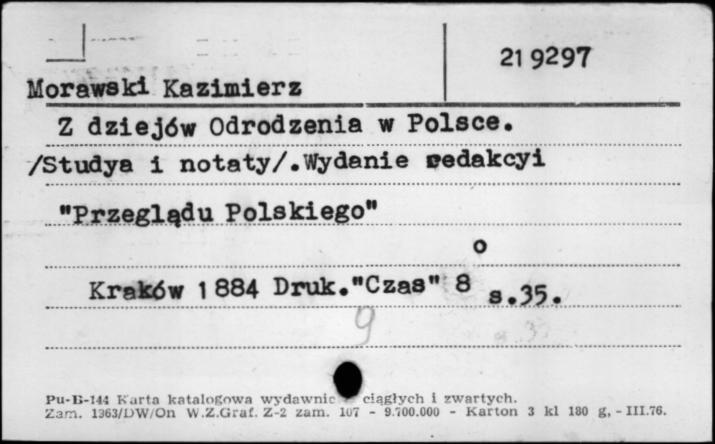 21 9297
Morawski Kazimierz
Z dziejów Odrodzenia w Polsce.
/Studya i notaty/.Wydanie redakcyi
"Przeglądu Polskiego"
Kraków 1884 Druk."Czas" 8° s.35.
9
Pu-B-144 Karta katalogowa wydawnic ciągłych i zwartych.
Zam. 1363/DW/On W.Z.Graf. Z-2 zam. 107 - 9.700.000 - Karton 3 kl 180 g, - III.76.